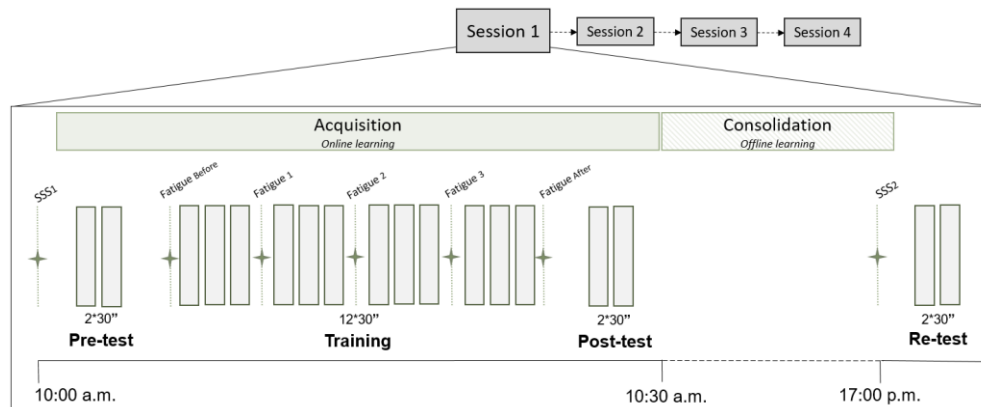 Session 1
Session 2
Session 3
Session 4
Acquisition
Online learning
Consolidation
Offline learning
SSS1
Fatigue Before
Fatigue 1
Fatigue 2
Fatigue 3
Fatigue After
SSS2
2*30"
12*30"
2*30"
2*30"
Pre-test
Training
Post-test
Re-test
10:00 a.m.
10:30 a.m.
17:00 p.m.